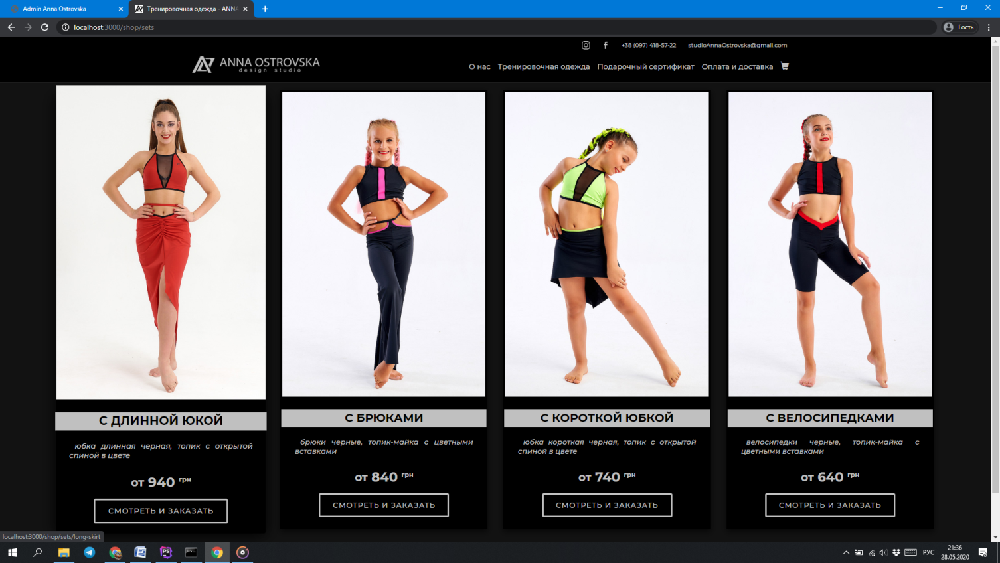 Admin Anna Ostrovska
Тренировочная одежда - ANNA
localhost:3000/shop/sets
Гость
+38 (097) 418-57-22
studioAnnaOstrovska@gmail.com
ANNA OSTROVSKA
design studio
О нас
Тренировочная одежда
Подарочный сертификат
Оплата и доставка
С ДЛИННОЙ ЮКОЙ
юбка длинная черная, топик с открытой
спиной в цвете
от 940 грн
СМОТРЕТЬ И ЗАКАЗАТЬ
С БРЮКАМИ
брюки черные, топик-майка с цветными
вставками
от 840 грн
СМОТРЕТЬ И ЗАКАЗАТЬ
С КОРОТКОЙ ЮБКОЙ
юбка короткая черная, топик с открытой
спиной в цвете
от 740 грн
СМОТРЕТЬ И ЗАКАЗАТЬ
С ВЕЛОСИПЕДКАМИ
велосипедки черные, топик-майка с
цветными вставками
от 640 грн
СМОТРЕТЬ И ЗАКАЗАТЬ
localhost:3000/shop/sets/long-skirt
PS
РУС
21:36
28.05.2020